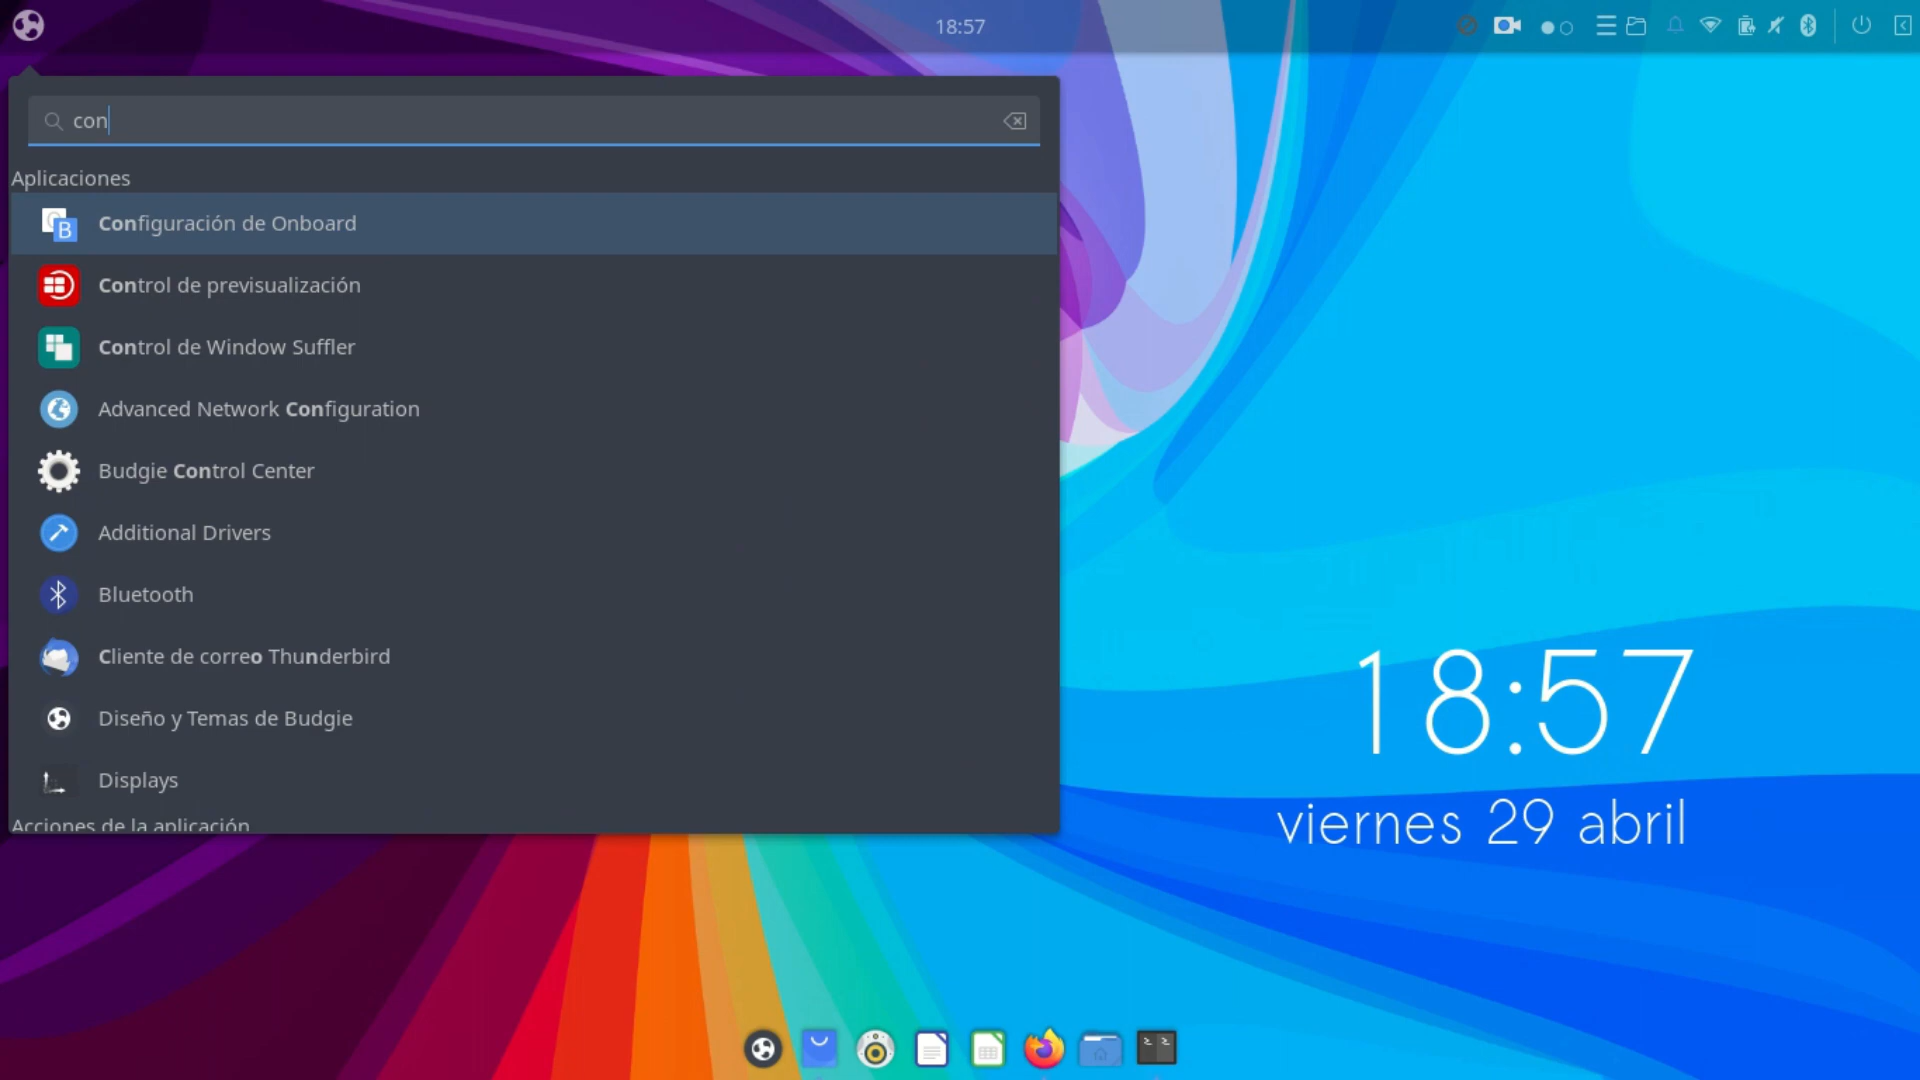 18:57
con
Aplicaciones
Configuración de Onboard
Control de previsualización
Control de Window Suffler
Advanced Network Configuration
Budgie Control Center
Additional Drivers
Bluetooth
Cliente de correo Thunderbird
Diseño y Temas de Budgie
Displays
Acciones de la aplicación
18:57
viernes 29 abril